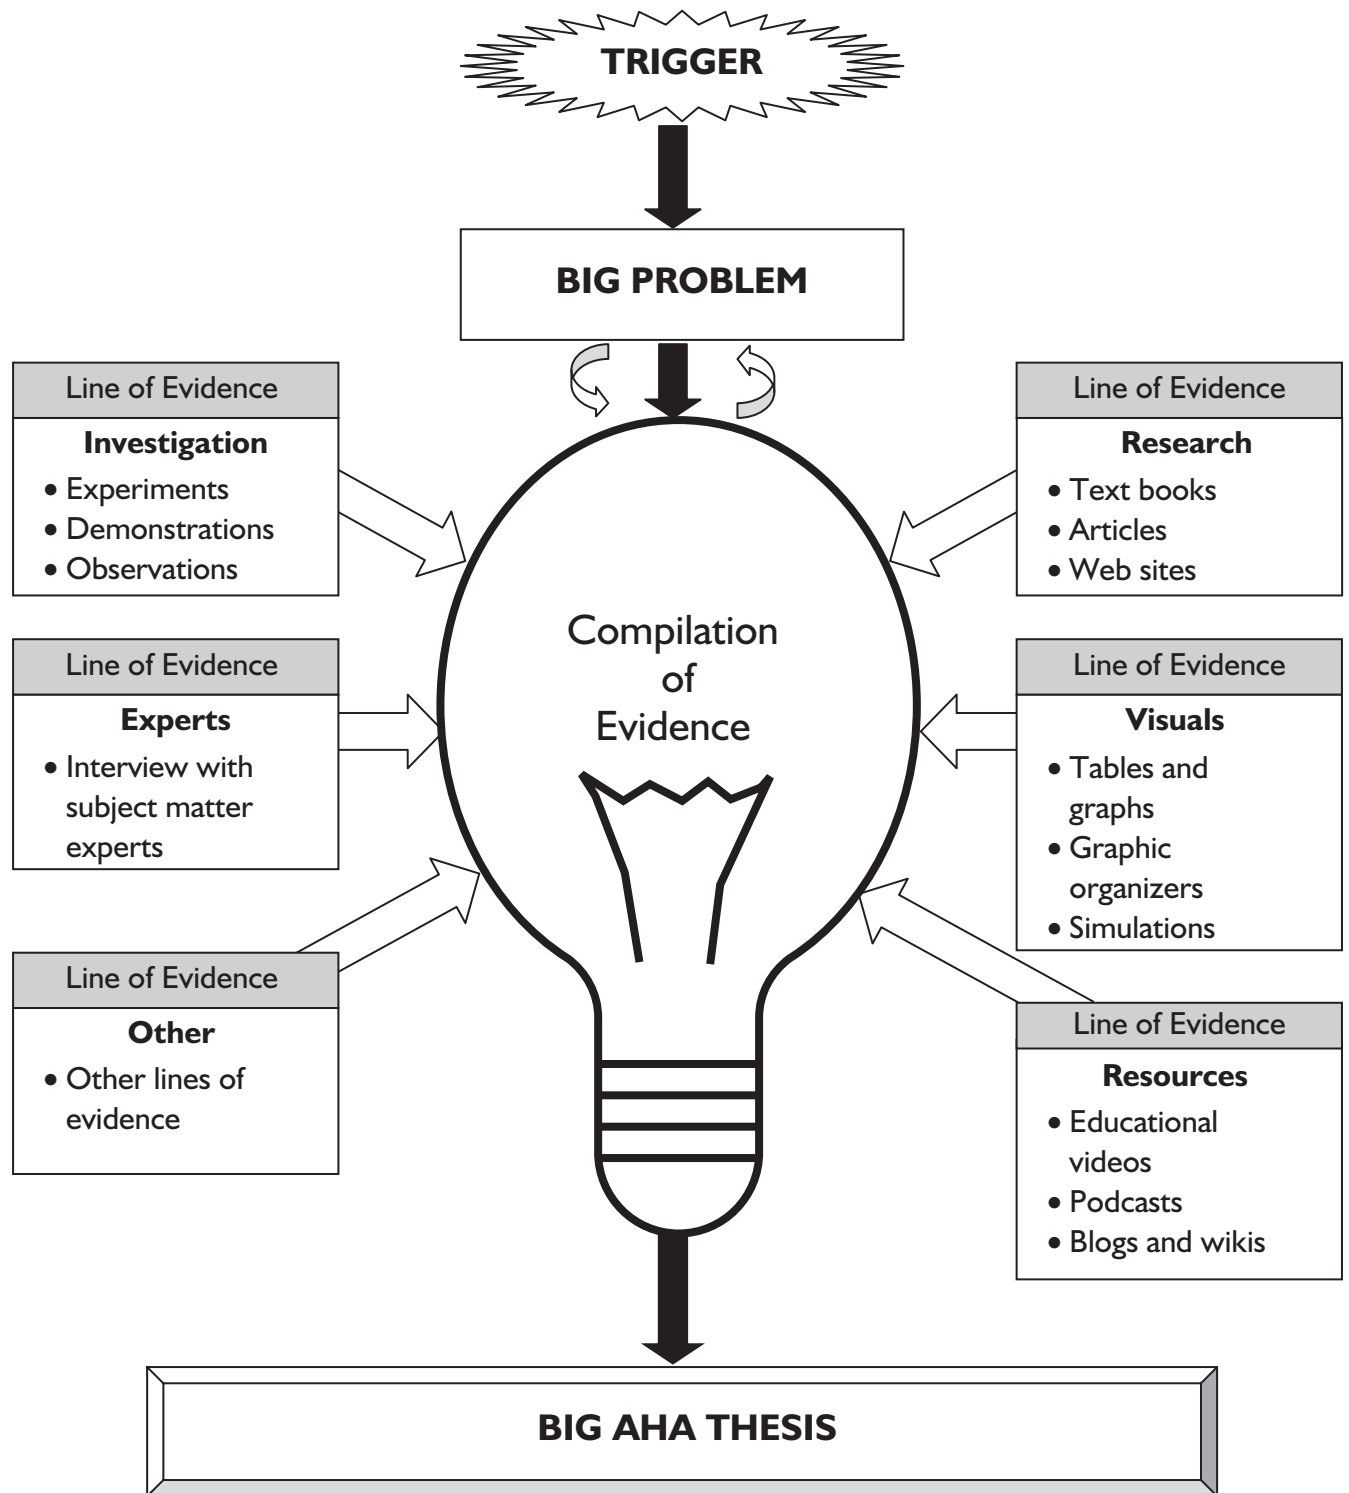 TRIGGER
BIG PROBLEM
Line of Evidence
Investigation
• Experiments
• Demonstrations
• Observations
Line of Evidence
Experts
• Interview with
subject matter
experts
Line of Evidence
Other
• Other lines of
evidence
Compilation
of
Evidence
Line of Evidence
Research
• Text books
• Articles
• Web sites
Line of Evidence
Visuals
• Tables and
graphs
• Graphic
organizers
• Simulations
Line of Evidence
Resources
• Educational
videos
• Podcasts
• Blogs and wikis
BIG AHA THESIS